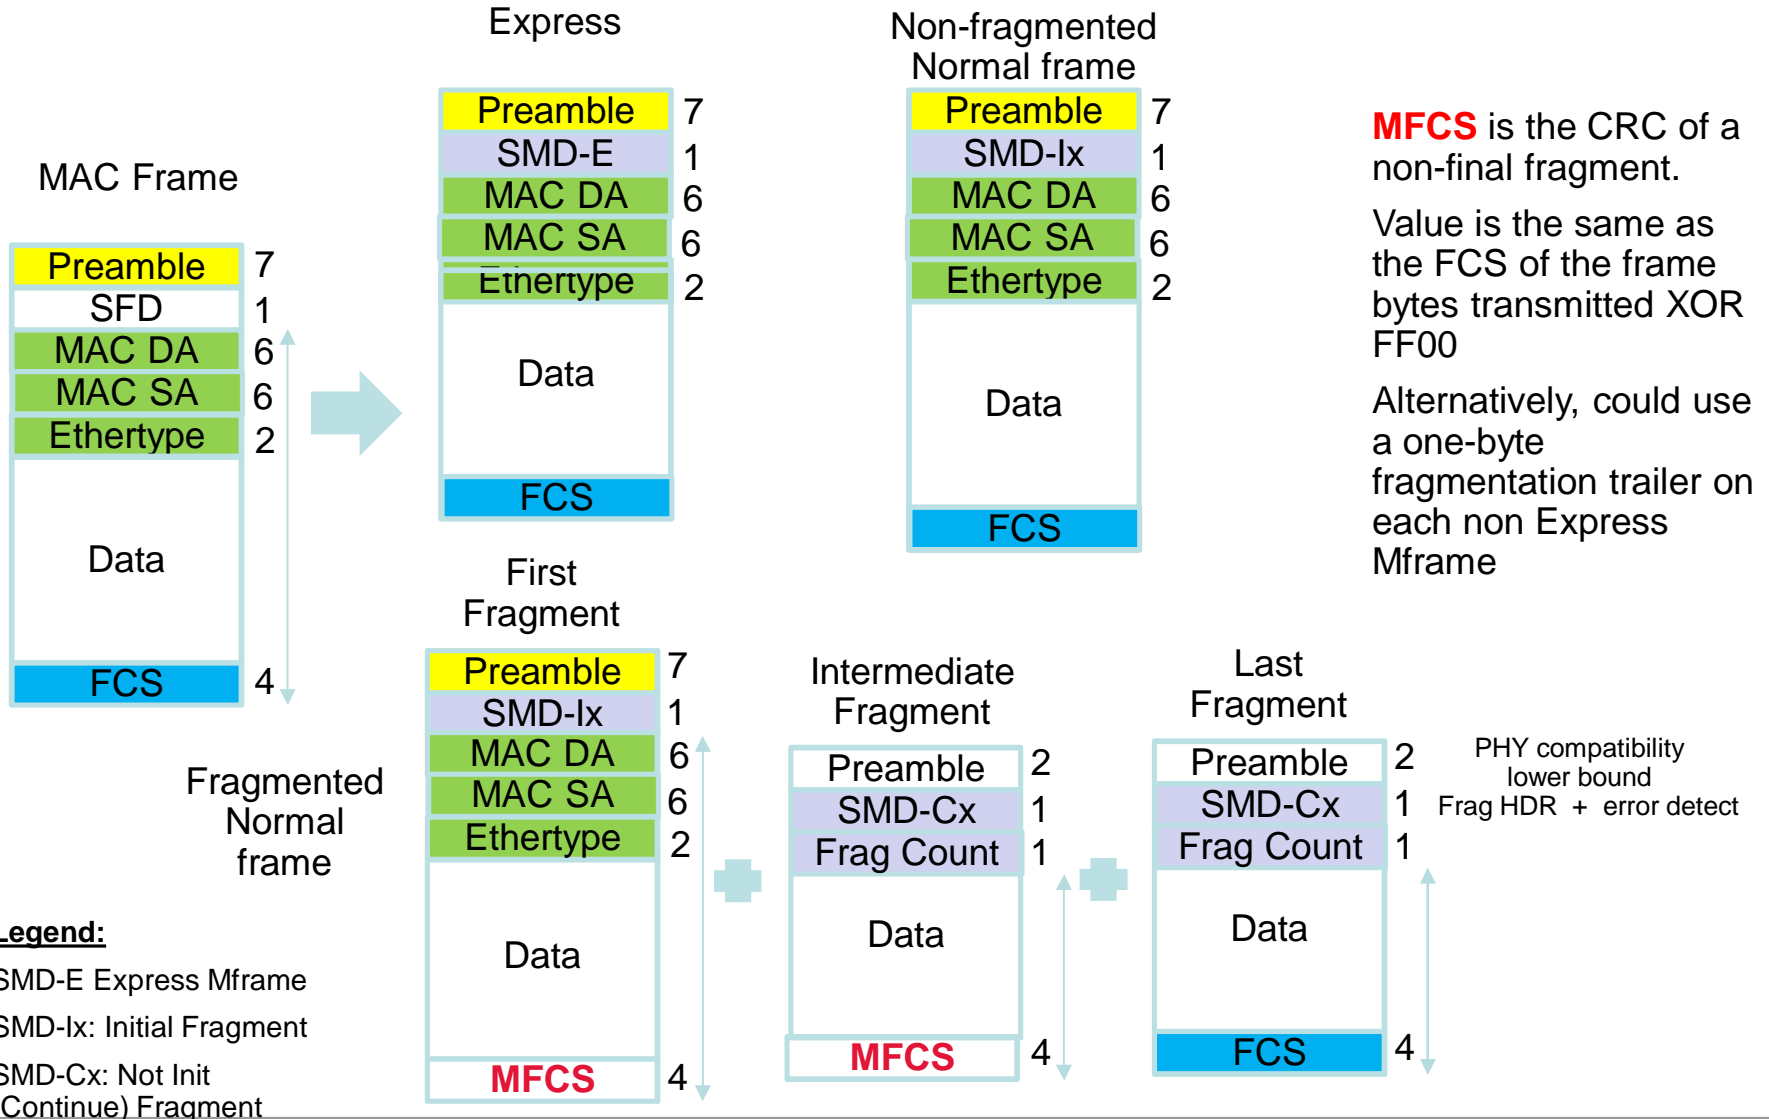 Express
Non-fragmented
Normal frame
MAC Frame
Preamble 7
SFD 1
MAC DA 6
MAC SA 6
Ethertype 2
Data
FCS 4
Preamble 7
SMD-E 1
MAC DA 6
MAC SA 6
Ethertype 2
Data
FCS
Preamble 7
SMD-Ix 1
MAC DA 6
MAC SA 6
Ethertype 2
Data
FCS
MFCS is the CRC of a
non-final fragment.
Value is the same as
the FCS of the frame
bytes transmitted XOR
FF00
Alternatively, could use
a one-byte
fragmentation trailer on
each non Express
Mframe
Fragmented
Normal
frame
First
Fragment
Preamble 7
SMD-Ix 1
MAC DA 6
MAC SA 6
Ethertype 2
Data
MFCS 4
Intermediate
Fragment
Preamble 2
SMD-Cx 1
Frag Count 1
Data
MFCS 4
Last
Fragment
Preamble 2
SMD-Cx 1
Frag Count 1
Data
FCS 4
PHY compatibility
lower bound
Frag HDR + error detect
Legend:
SMD-E Express Mframe
SMD-Ix: Initial Fragment
SMD-Cx: Not Init
(Continue) Fragment